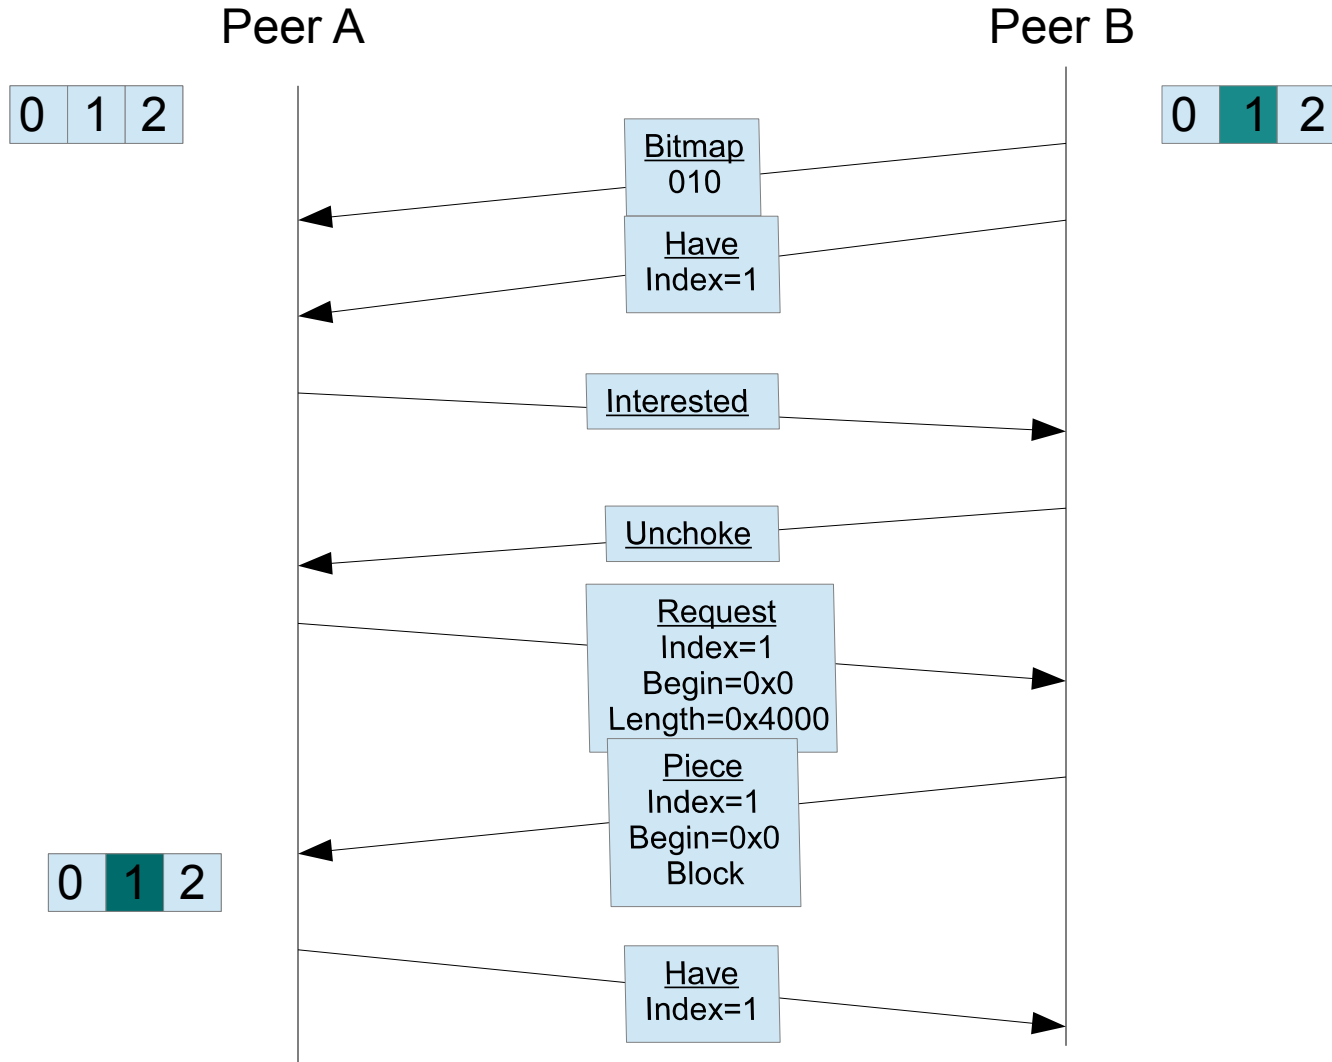 Peer A
Peer B
0 1 2
0 1 2
Bitmap
010
Have
Index=1
Interested
Unchoke
Request
Index=1
Begin=0x0
Length=0x4000
Piece
Index=1
Begin=0x0
Block
0 1 2
Have
Index=1